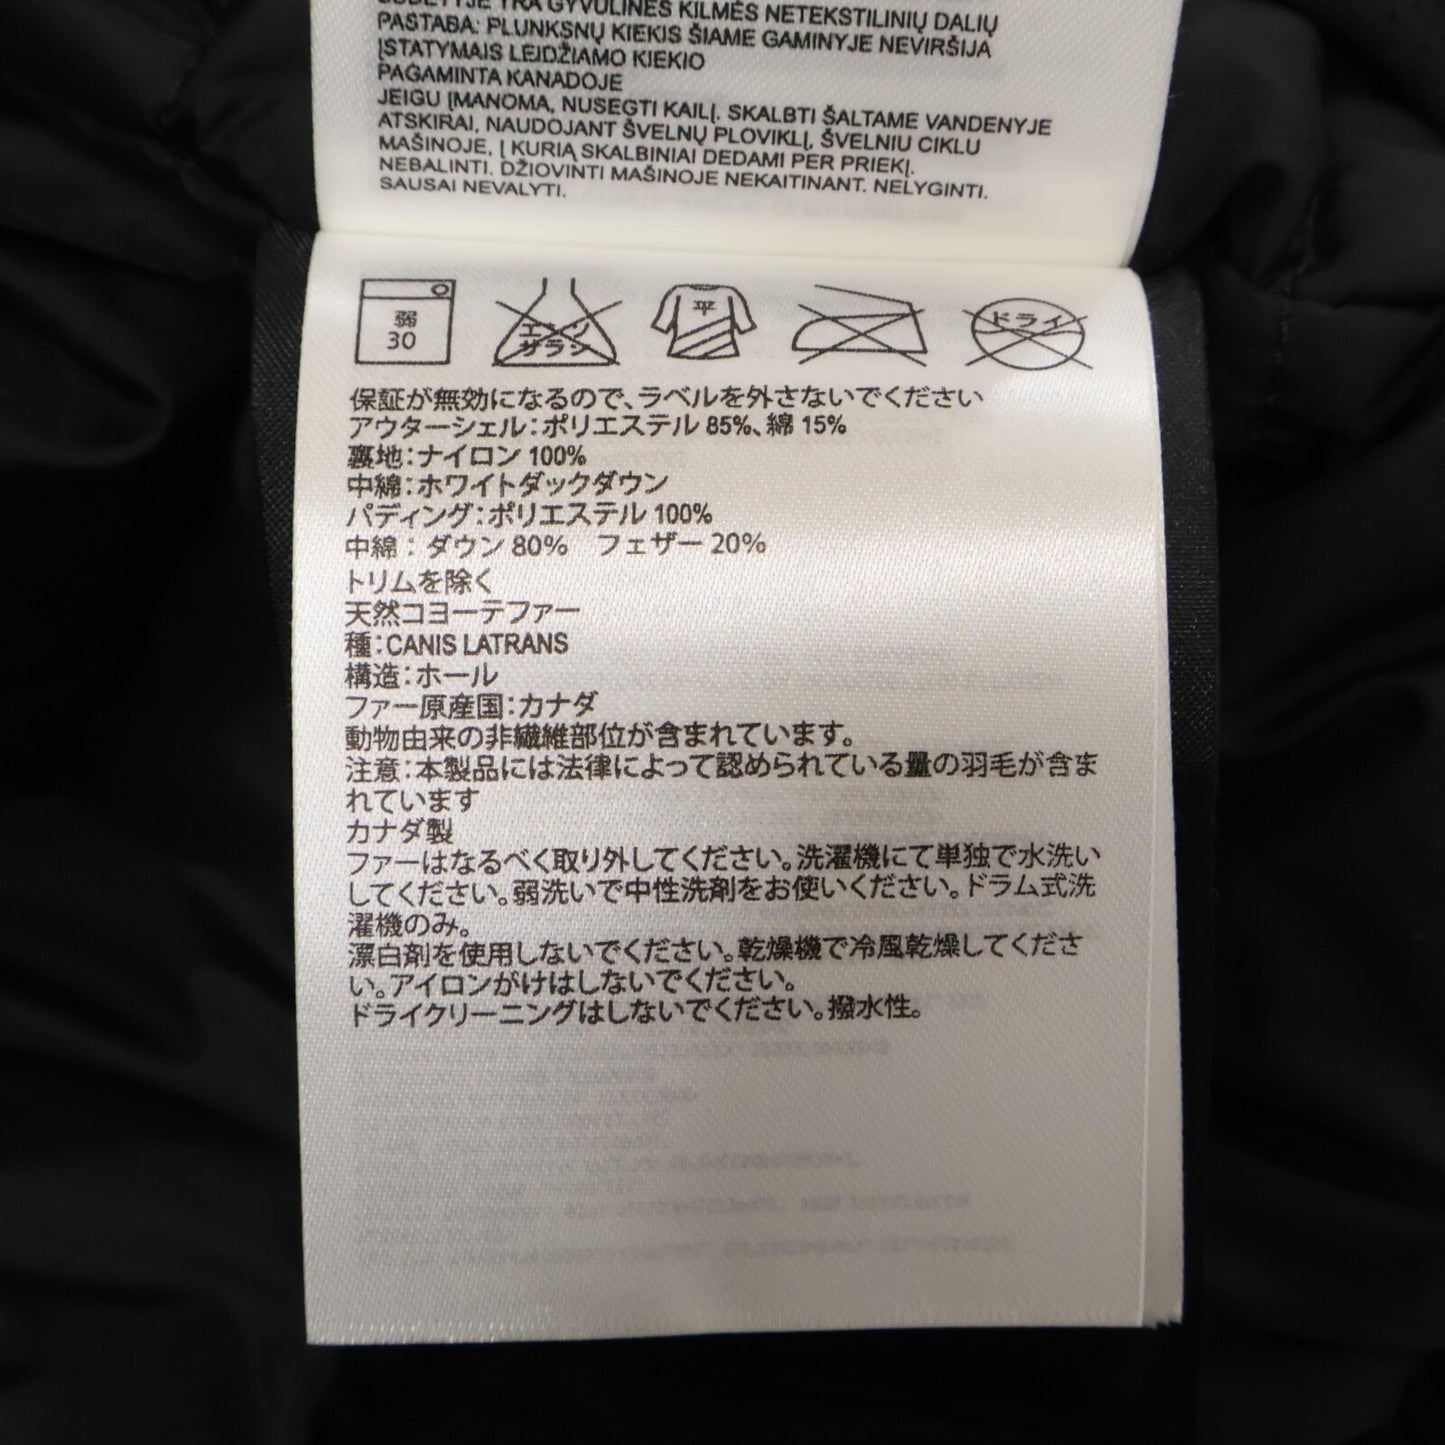 SUDĖTYJE YRA GYVŪLINĖS KILMĖS NETEKSTILINIŲ DALIŲ
PASTABA: PLUNKSNŲ KIEKIS ŠIAME GAMINYJE NEVIRŠIJA
ĮSTATYMAIS LEIDŽIAMO KIEKIO
PAGAMINTA KANADOJE
JEIGU ĮMANOMA, NUSEGTI KAILĮ. SKALBTI ŠALTAME VANDENYJE
ATSKIRAI, NAUDOJANT ŠVELNŲ PLOVIKLĮ, ŠVELNIU CIKLU
MAŠINOJE, Į KURIĄ SKALBINIAI DEDAMI PER PRIEKĮ.
NEBALINTI. DŽIOVINTI MAŠINOJE NEKAITINANT. NELYGINTI.
SAUSAI NEVALYTI.
弱
30
エンソ
サラシ
平
ドライ
保証が無効になるので、ラベルを外さないでください
アウターシェル：ポリエステル 85%、綿 15%
裏地：ナイロン 100%
中綿：ホワイトダックダウン
パディング：ポリエステル 100%
中綿： ダウン 80%　フェザー 20%
トリムを除く
天然コヨーテファー
種：CANIS LATRANS
構造：ホール
ファー原産国：カナダ
動物由来の非繊維部位が含まれています。
注意：本製品には法律によって認められている量の羽毛が含ま
れています
カナダ製
ファーはなるべく取り外してください。洗濯機にて単独で水洗い
してください。弱洗いで中性洗剤をお使いください。ドラム式洗
濯機のみ。
漂白剤を使用しないでください。乾燥機で冷風乾燥してくださ
い。アイロンがけはしないでください。
ドライクリーニングはしないでください。撥水性。